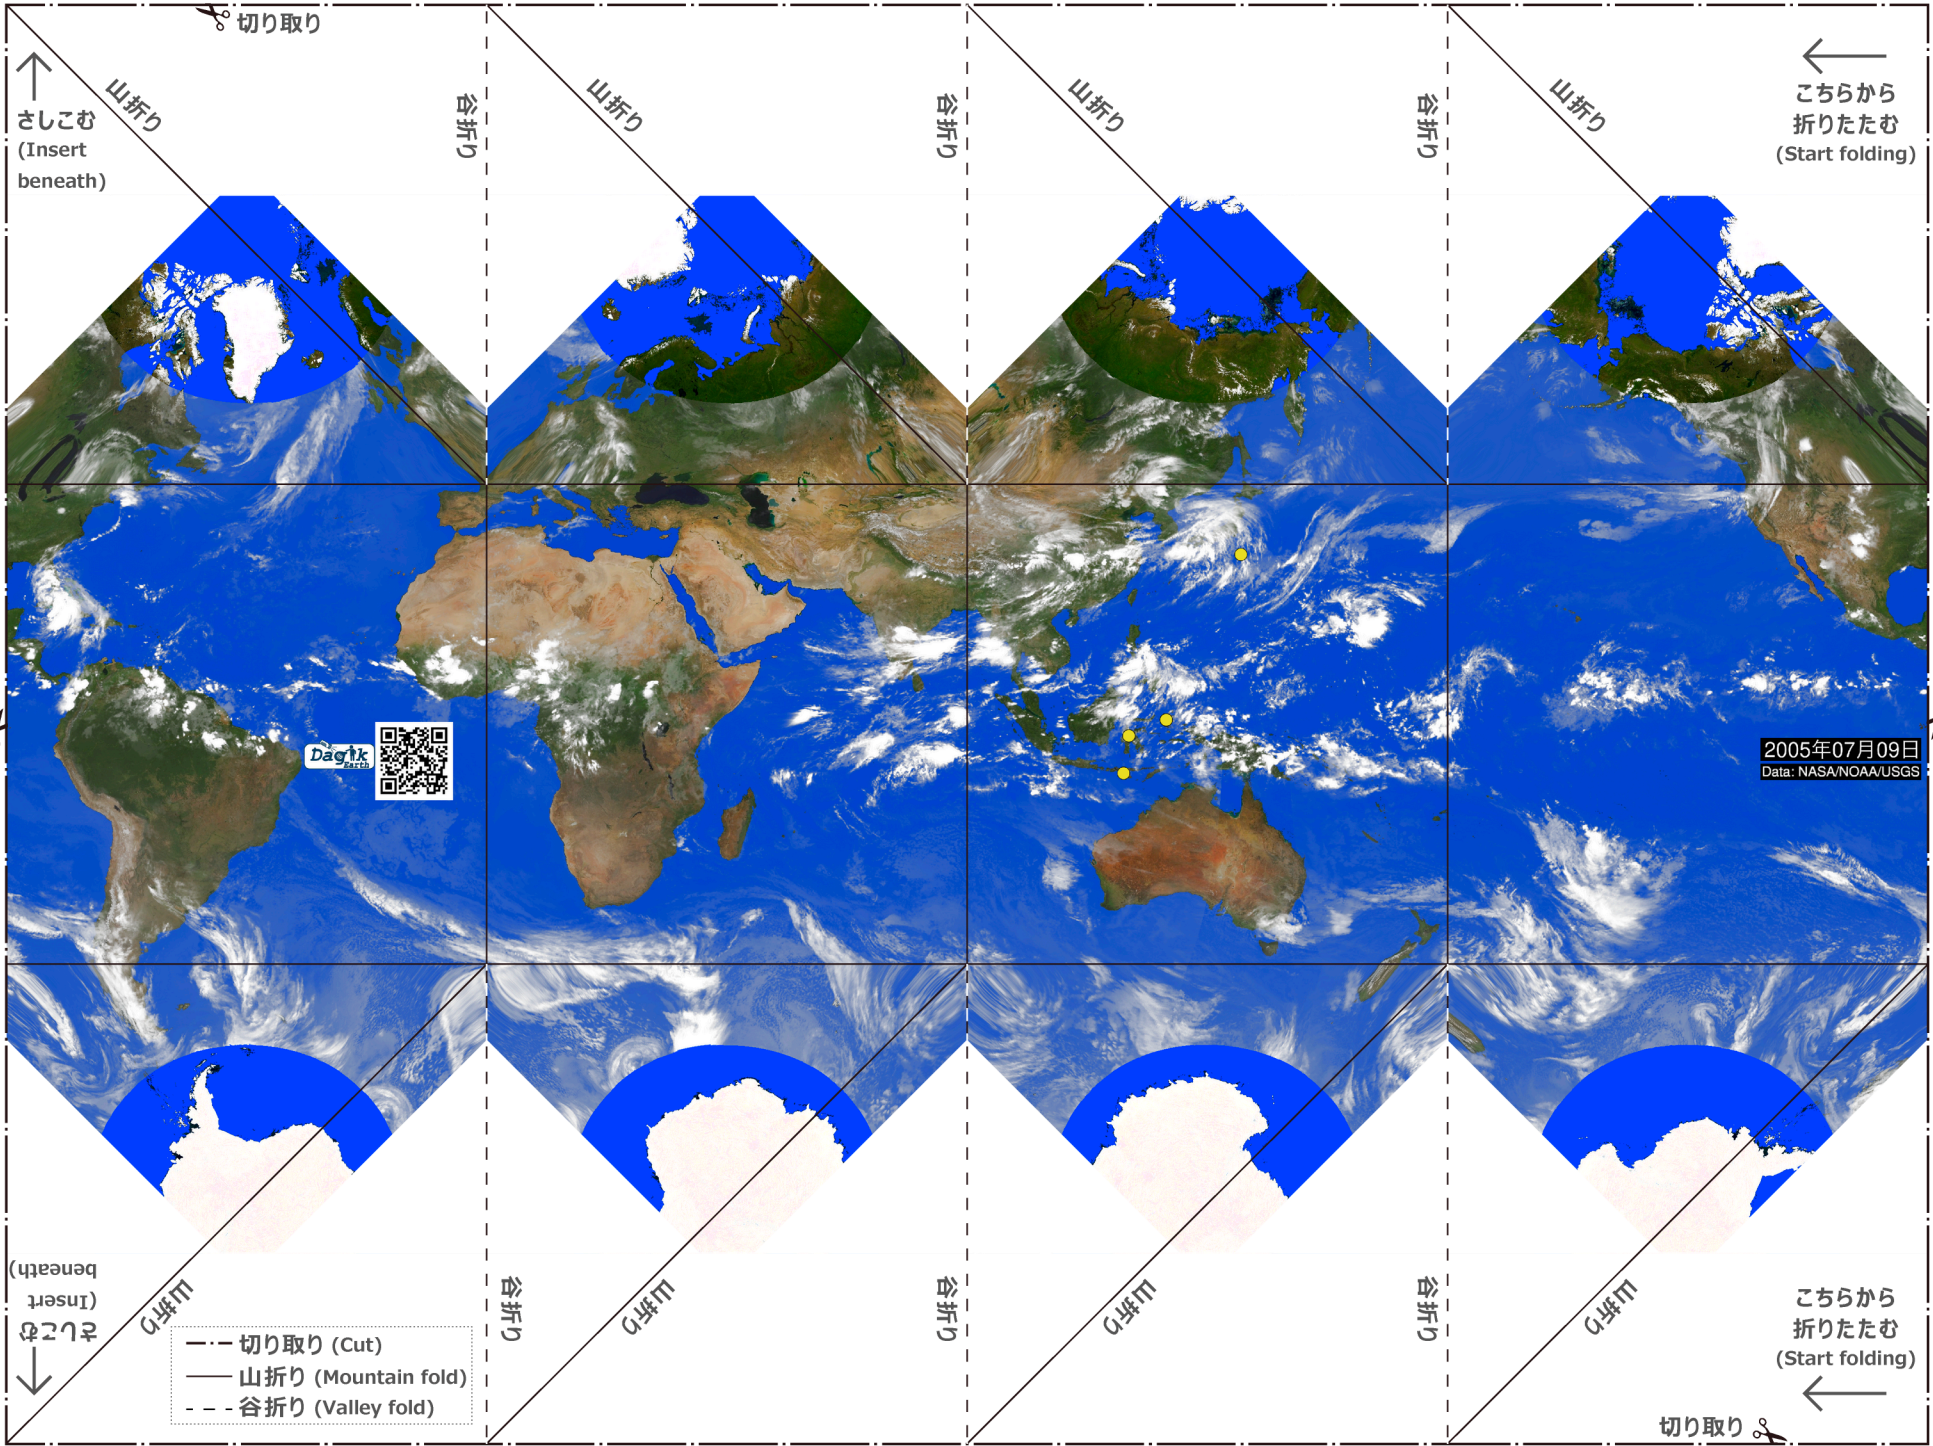 切り取り
山折り
山折り
山折り
山折り
谷折り
谷折り
谷折り
さしこむ
(Insert
beneath)
こちらから
折りたたむ
(Start folding)
Dagik
Earth
2005年07月09日
Data: NASA/NOAA/USGS
さしこむ
(Insert
beneath)
山折り
山折り
山折り
山折り
谷折り
谷折り
谷折り
こちらから
折りたたむ
(Start folding)
切り取り (Cut)
山折り (Mountain fold)
谷折り (Valley fold)
切り取り